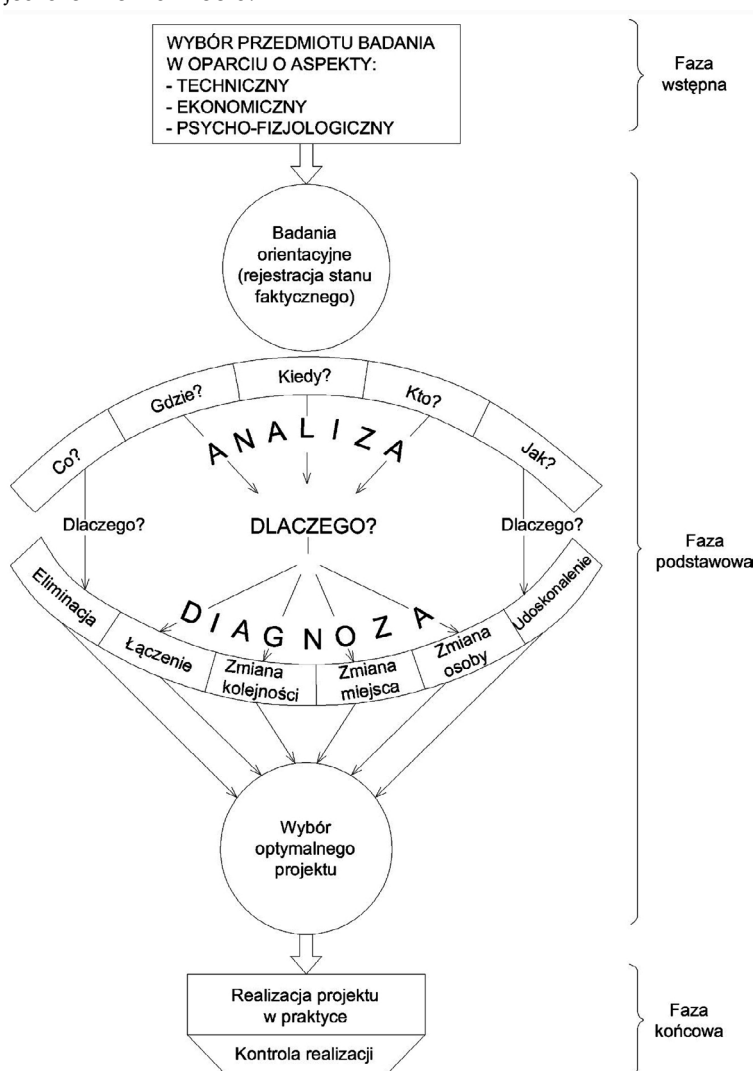 WYBÓR PRZEDMIOTU BADANIA
W OPARCIU O ASPEKTY:
- TECHNICZNY
- EKONOMICZNY
- PSYCHO-FIZJOLOGICZNY
Faza
wstępna
Badania
orientacyjne
(rejestracja stanu
faktycznego)
Co?
Gdzie?
Kiedy?
Kto?
Jak?
ANALIZA
Dlaczego?
DLACZEGO?
Dlaczego?
Faza
podstawowa
DIAGNOZA
Eliminacja
Łączenie
Zmiana
kolejności
Zmiana
miejsca
Zmiana
osoby
Udoskonalenie
Wybór
optymalnego
projektu
Realizacja projektu
w praktyce
Kontrola realizacji
Faza
końcowa